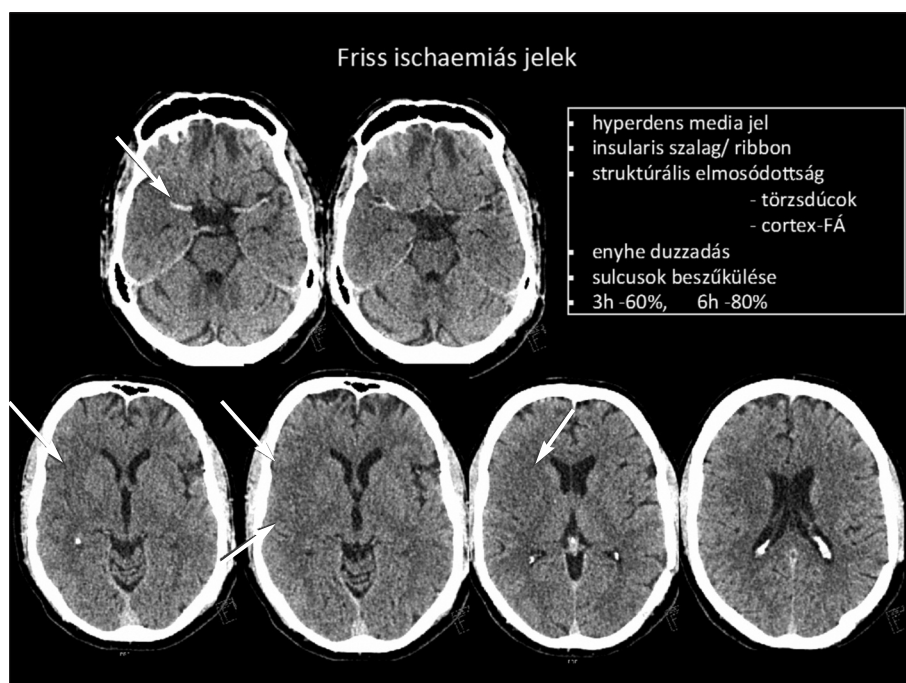 Friss ischaemiás jelek
▪ hyperdens media jel
▪ insularis szalag/ ribbon
▪ struktúrális elmosódottság
- törzsdúcok
- cortex-FÁ
▪ enyhe duzzadás
▪ sulcusok beszűkülése
▪ 3h -60%, 6h -80%